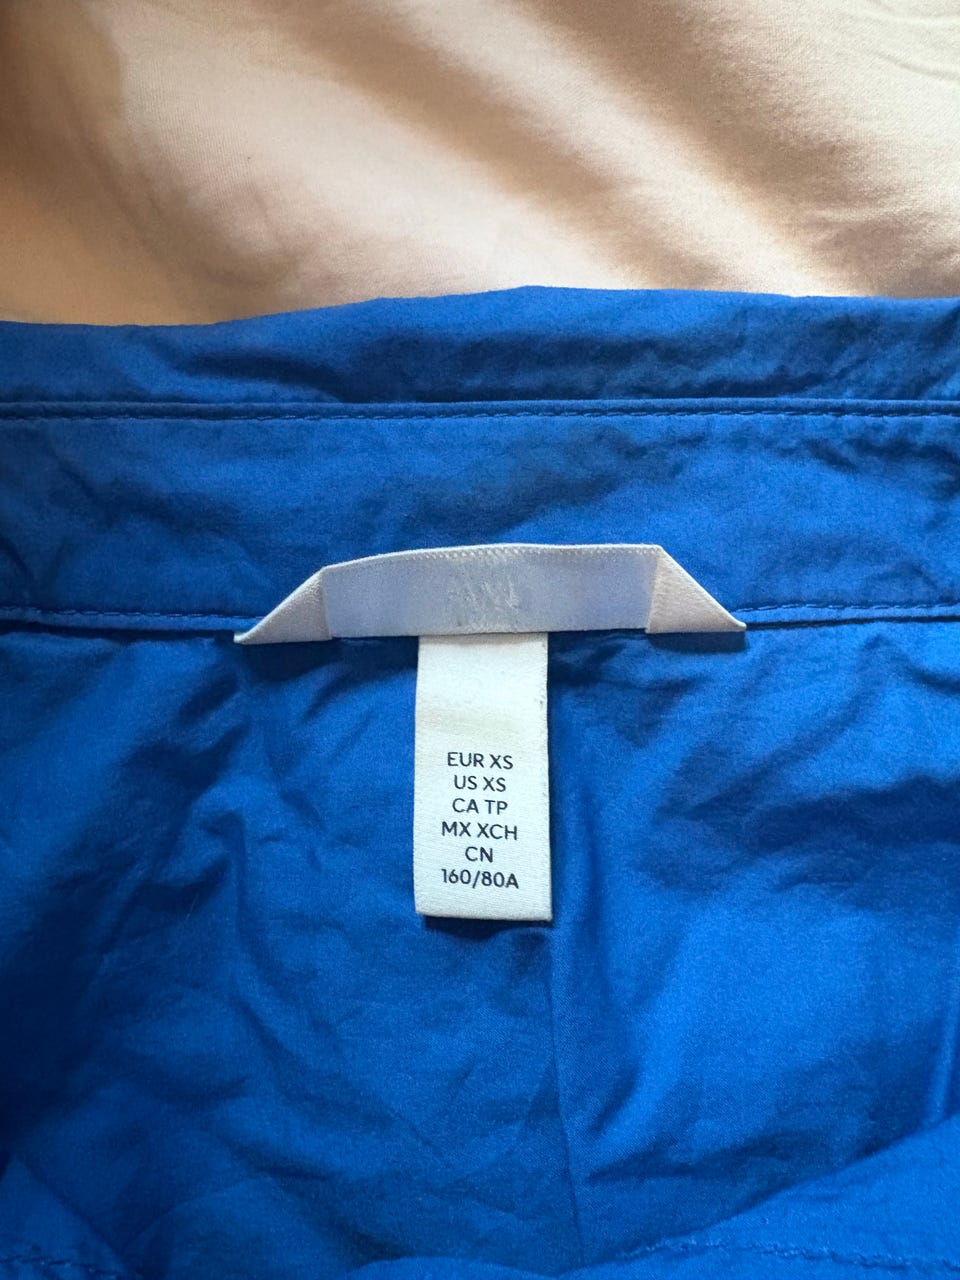 EUR XS
US XS
CA TP
MX XCH
CN
160/80A